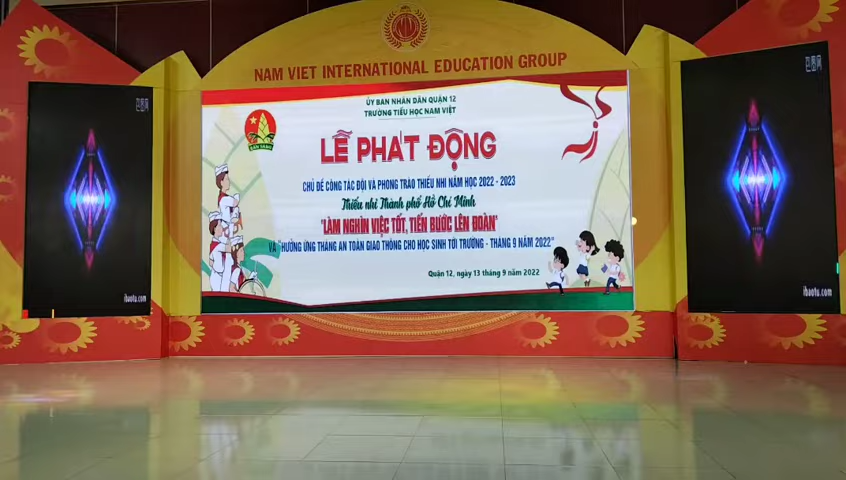 NAM VIET INTERNATIONAL EDUCATION GROUP
ỦY BAN NHÂN DÂN QUẬN 12
TRƯỜNG TIỂU HỌC NAM VIỆT
SẴN SÀNG
LỄ PHÁT ĐỘNG
CHỦ ĐỀ CÔNG TÁC ĐỘI VÀ PHONG TRÀO THIẾU NHI NĂM HỌC 2022 - 2023
Thiếu nhi Thành phố Hồ Chí Minh
"LÀM NGHÌN VIỆC TỐT, TIẾN BƯỚC LÊN ĐOÀN"
VÀ "HƯỞNG ỨNG THÁNG AN TOÀN GIAO THÔNG CHO HỌC SINH TỚI TRƯỜNG - THÁNG 9 NĂM 2022"
Quận 12, ngày 13 tháng 9 năm 2022
ibaotu.com
ibaotu.com